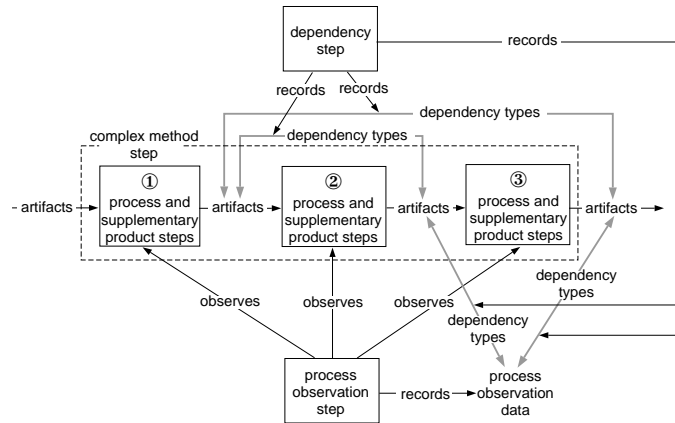 dependency
step
records
records
records
dependency types
dependency types
complex method
step
①
②
③
artifacts
process and
supplementary
product steps
artifacts
process and
supplementary
product steps
artifacts
process and
supplementary
product steps
artifacts
dependency
types
observes
observes
observes
dependency
types
process
observation
step
records
process
observation
data